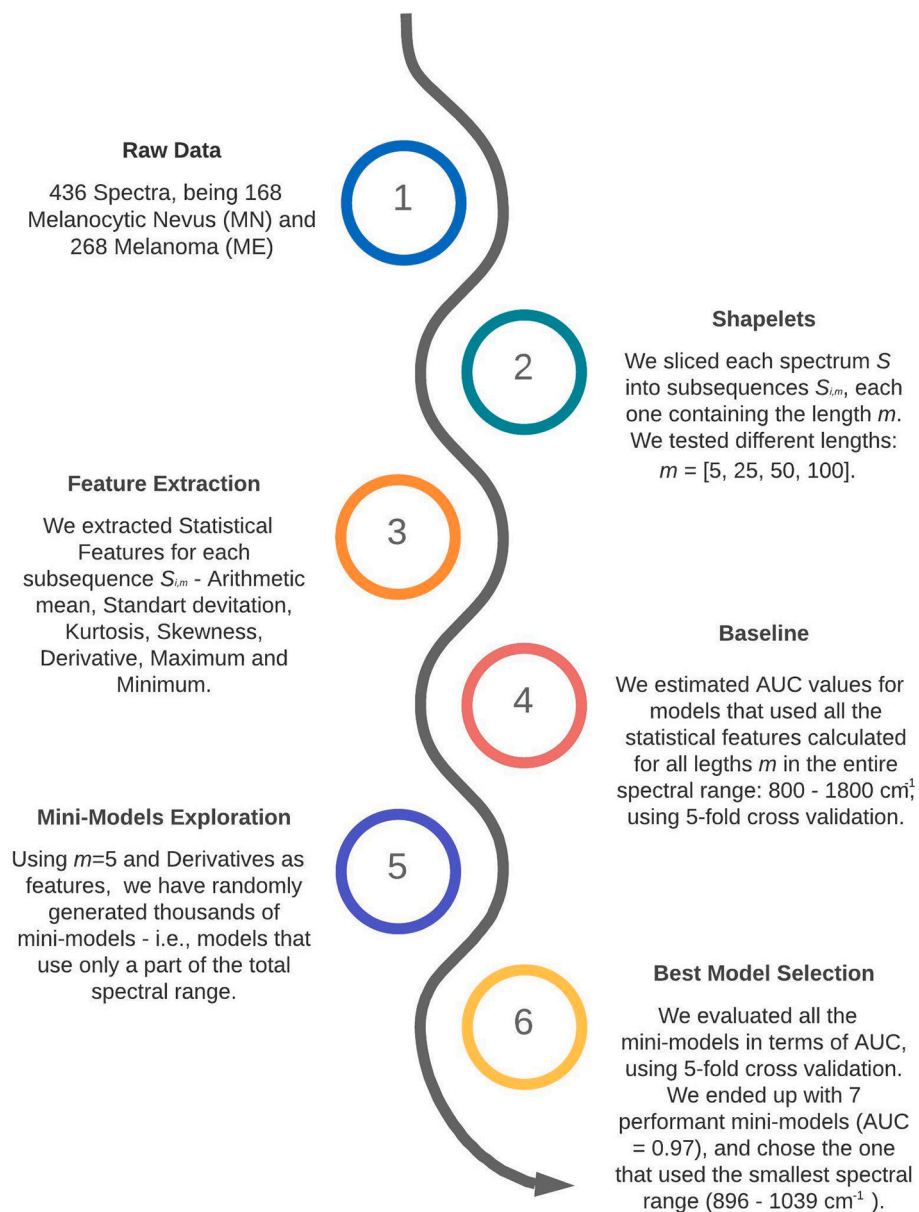 1
Raw Data
436 Spectra, being 168
Melanocytic Nevus (MN) and
268 Melanoma (ME)
2
Shapelets
We sliced each spectrum S
into subsequences Si,m, each
one containing the length m.
We tested different lengths:
m = [5, 25, 50, 100].
3
Feature Extraction
We extracted Statistical
Features for each
subsequence Si,m - Arithmetic
mean, Standart devitation,
Kurtosis, Skewness,
Derivative, Maximum and
Minimum.
4
Baseline
We estimated AUC values for
models that used all the
statistical features calculated
for all legths m in the entire
spectral range: 800 - 1800 cm-1,
using 5-fold cross validation.
5
Mini-Models Exploration
Using m=5 and Derivatives as
features, we have randomly
generated thousands of
mini-models - i.e., models that
use only a part of the total
spectral range.
6
Best Model Selection
We evaluated all the
mini-models in terms of AUC,
using 5-fold cross validation.
We ended up with 7
performant mini-models (AUC
= 0.97), and chose the one
that used the smallest spectral
range (896 - 1039 cm-1 ).